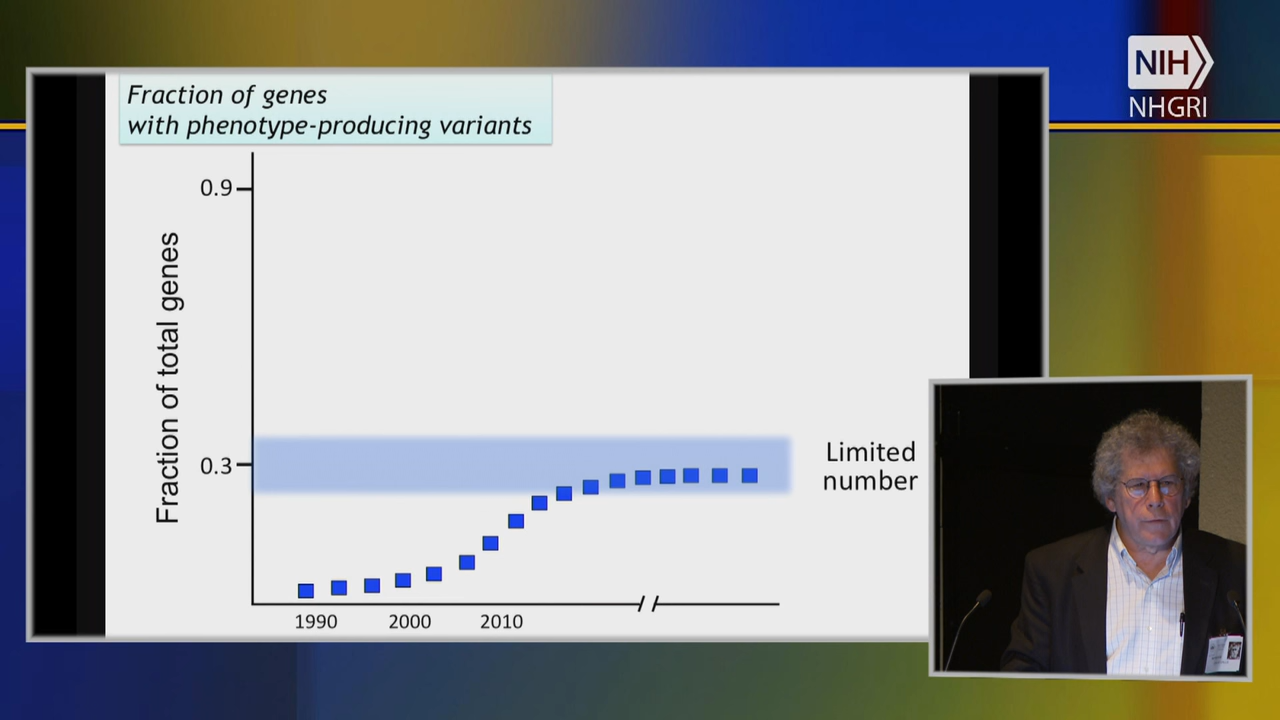 Fraction of genes
with phenotype-producing variants
NIH
NHGRI
0.9
Fraction of total genes
0.3
Limited
number
1990
2000
2010